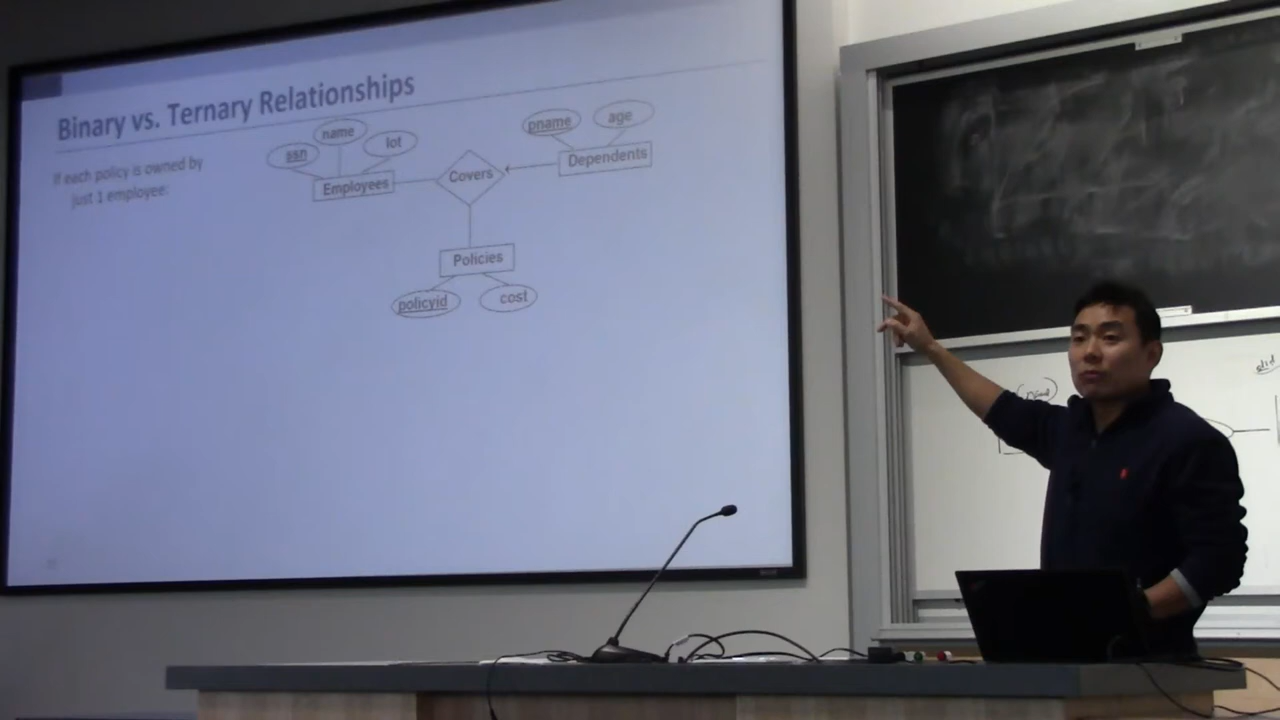 Binary vs. Ternary Relationships
If each policy is owned by
just 1 employee:
ssn
name
lot
Employees
Covers
pname
age
Dependents
Policies
policyid
cost